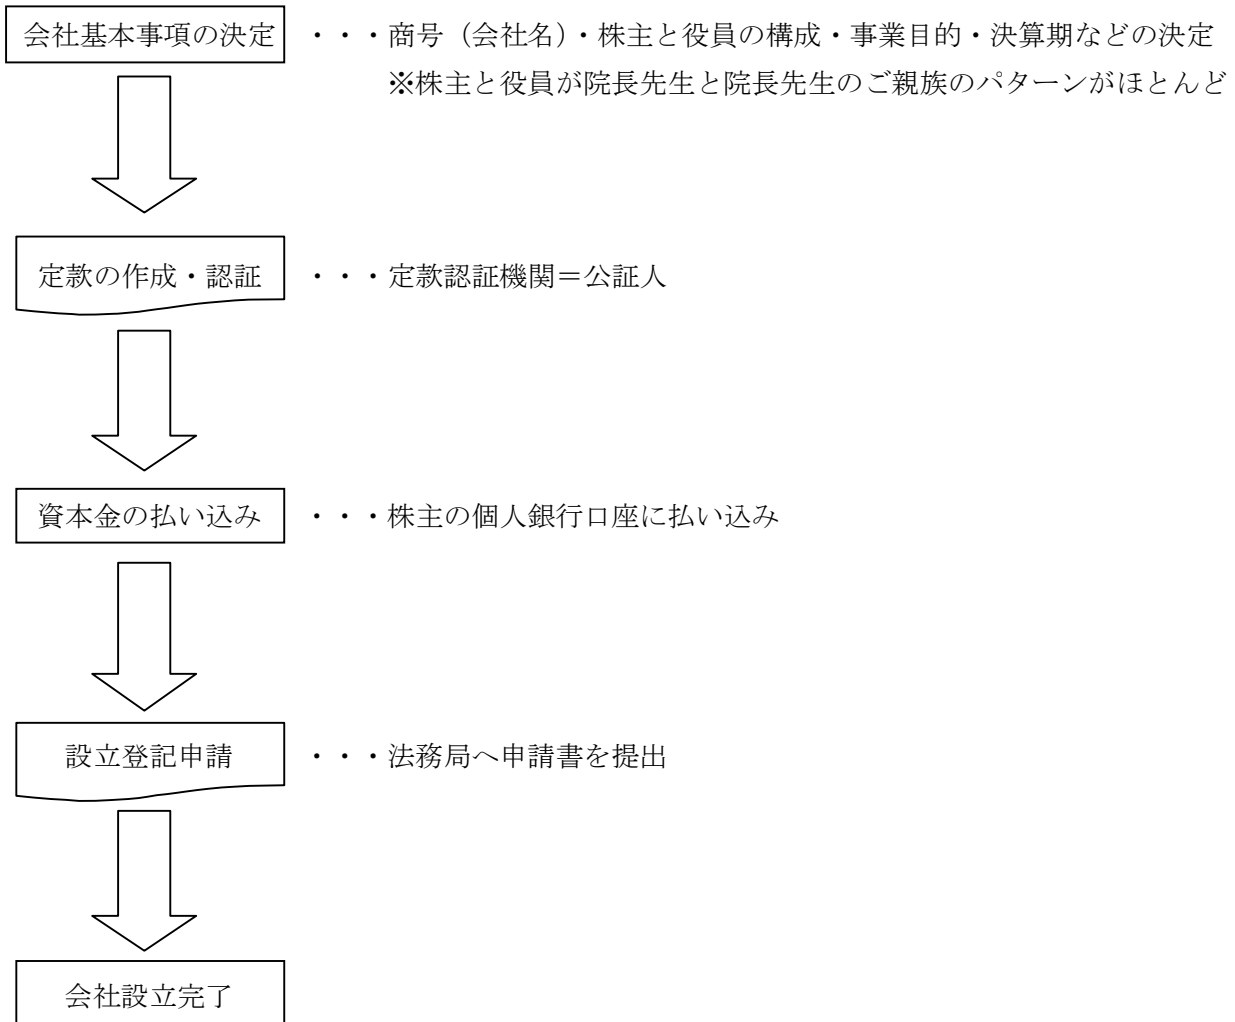 会社基本事項の決定 ・・・商号（会社名）・株主と役員の構成・事業目的・決算期などの決定
※株主と役員が院長先生と院長先生のご親族のパターンがほとんど
定款の作成・認証 ・・・定款認証機関＝公証人
資本金の払い込み ・・・株主の個人銀行口座に払い込み
設立登記申請 ・・・法務局へ申請書を提出
会社設立完了